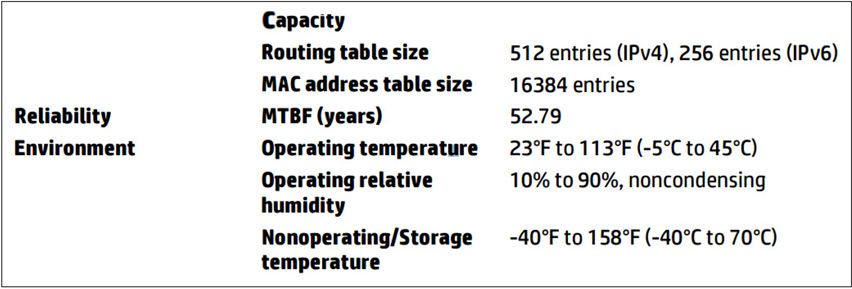 Capacity
Routing table size 512 entries (IPv4), 256 entries (IPv6)
MAC address table size 16384 entries
Reliability MTBF (years) 52.79
Environment Operating temperature 23°F to 113°F (-5°C to 45°C)
Operating relative 10% to 90%, noncondensing
humidity
Nonoperating/Storage -40°F to 158°F (-40°C to 70°C)
temperature